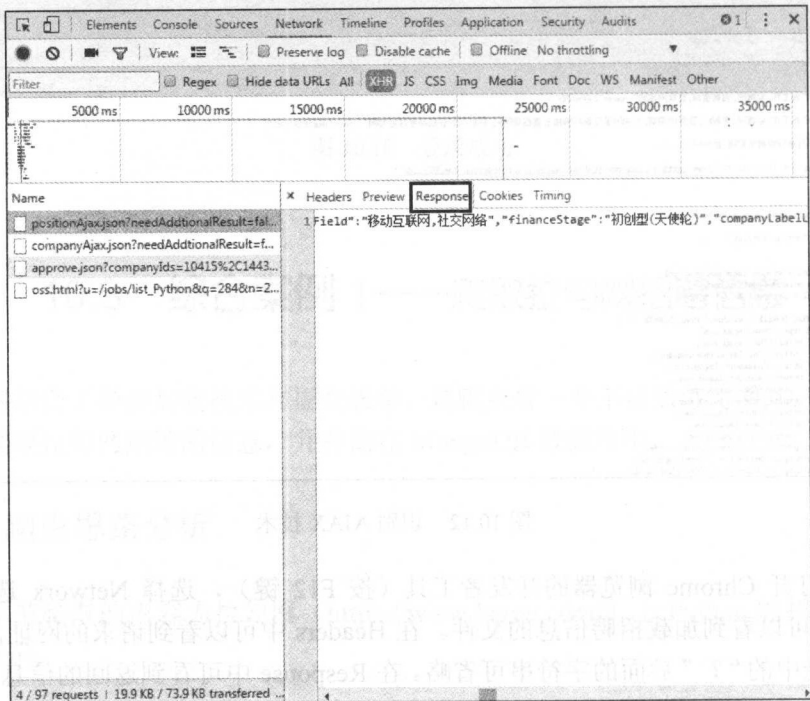 Elements Console Sources Network Timeline Profiles Application Security Audits 1
View: Preserve log Disable cache Offline No throttling
Filter Regex Hide data URLs All XHR JS CSS Img Media Font Doc WS Manifest Other
5000 ms 10000 ms 15000 ms 20000 ms 25000 ms 30000 ms 35000 ms
Name
Headers Preview Response Cookies Timing
positionAjax.json?needAddtionalResult=fal...
1 Field":"移动互联网,社交网络","financeStage":"初创型(天使轮)","companyLabelL
companyAjax.json?needAddtionalResult=f...
approve.json?companyIds=10415%2C1443...
oss.html?u=/jobs/list_Python&q=284&n=2...
4 / 97 requests | 19.9 KB / 73.9 KB transferred ...